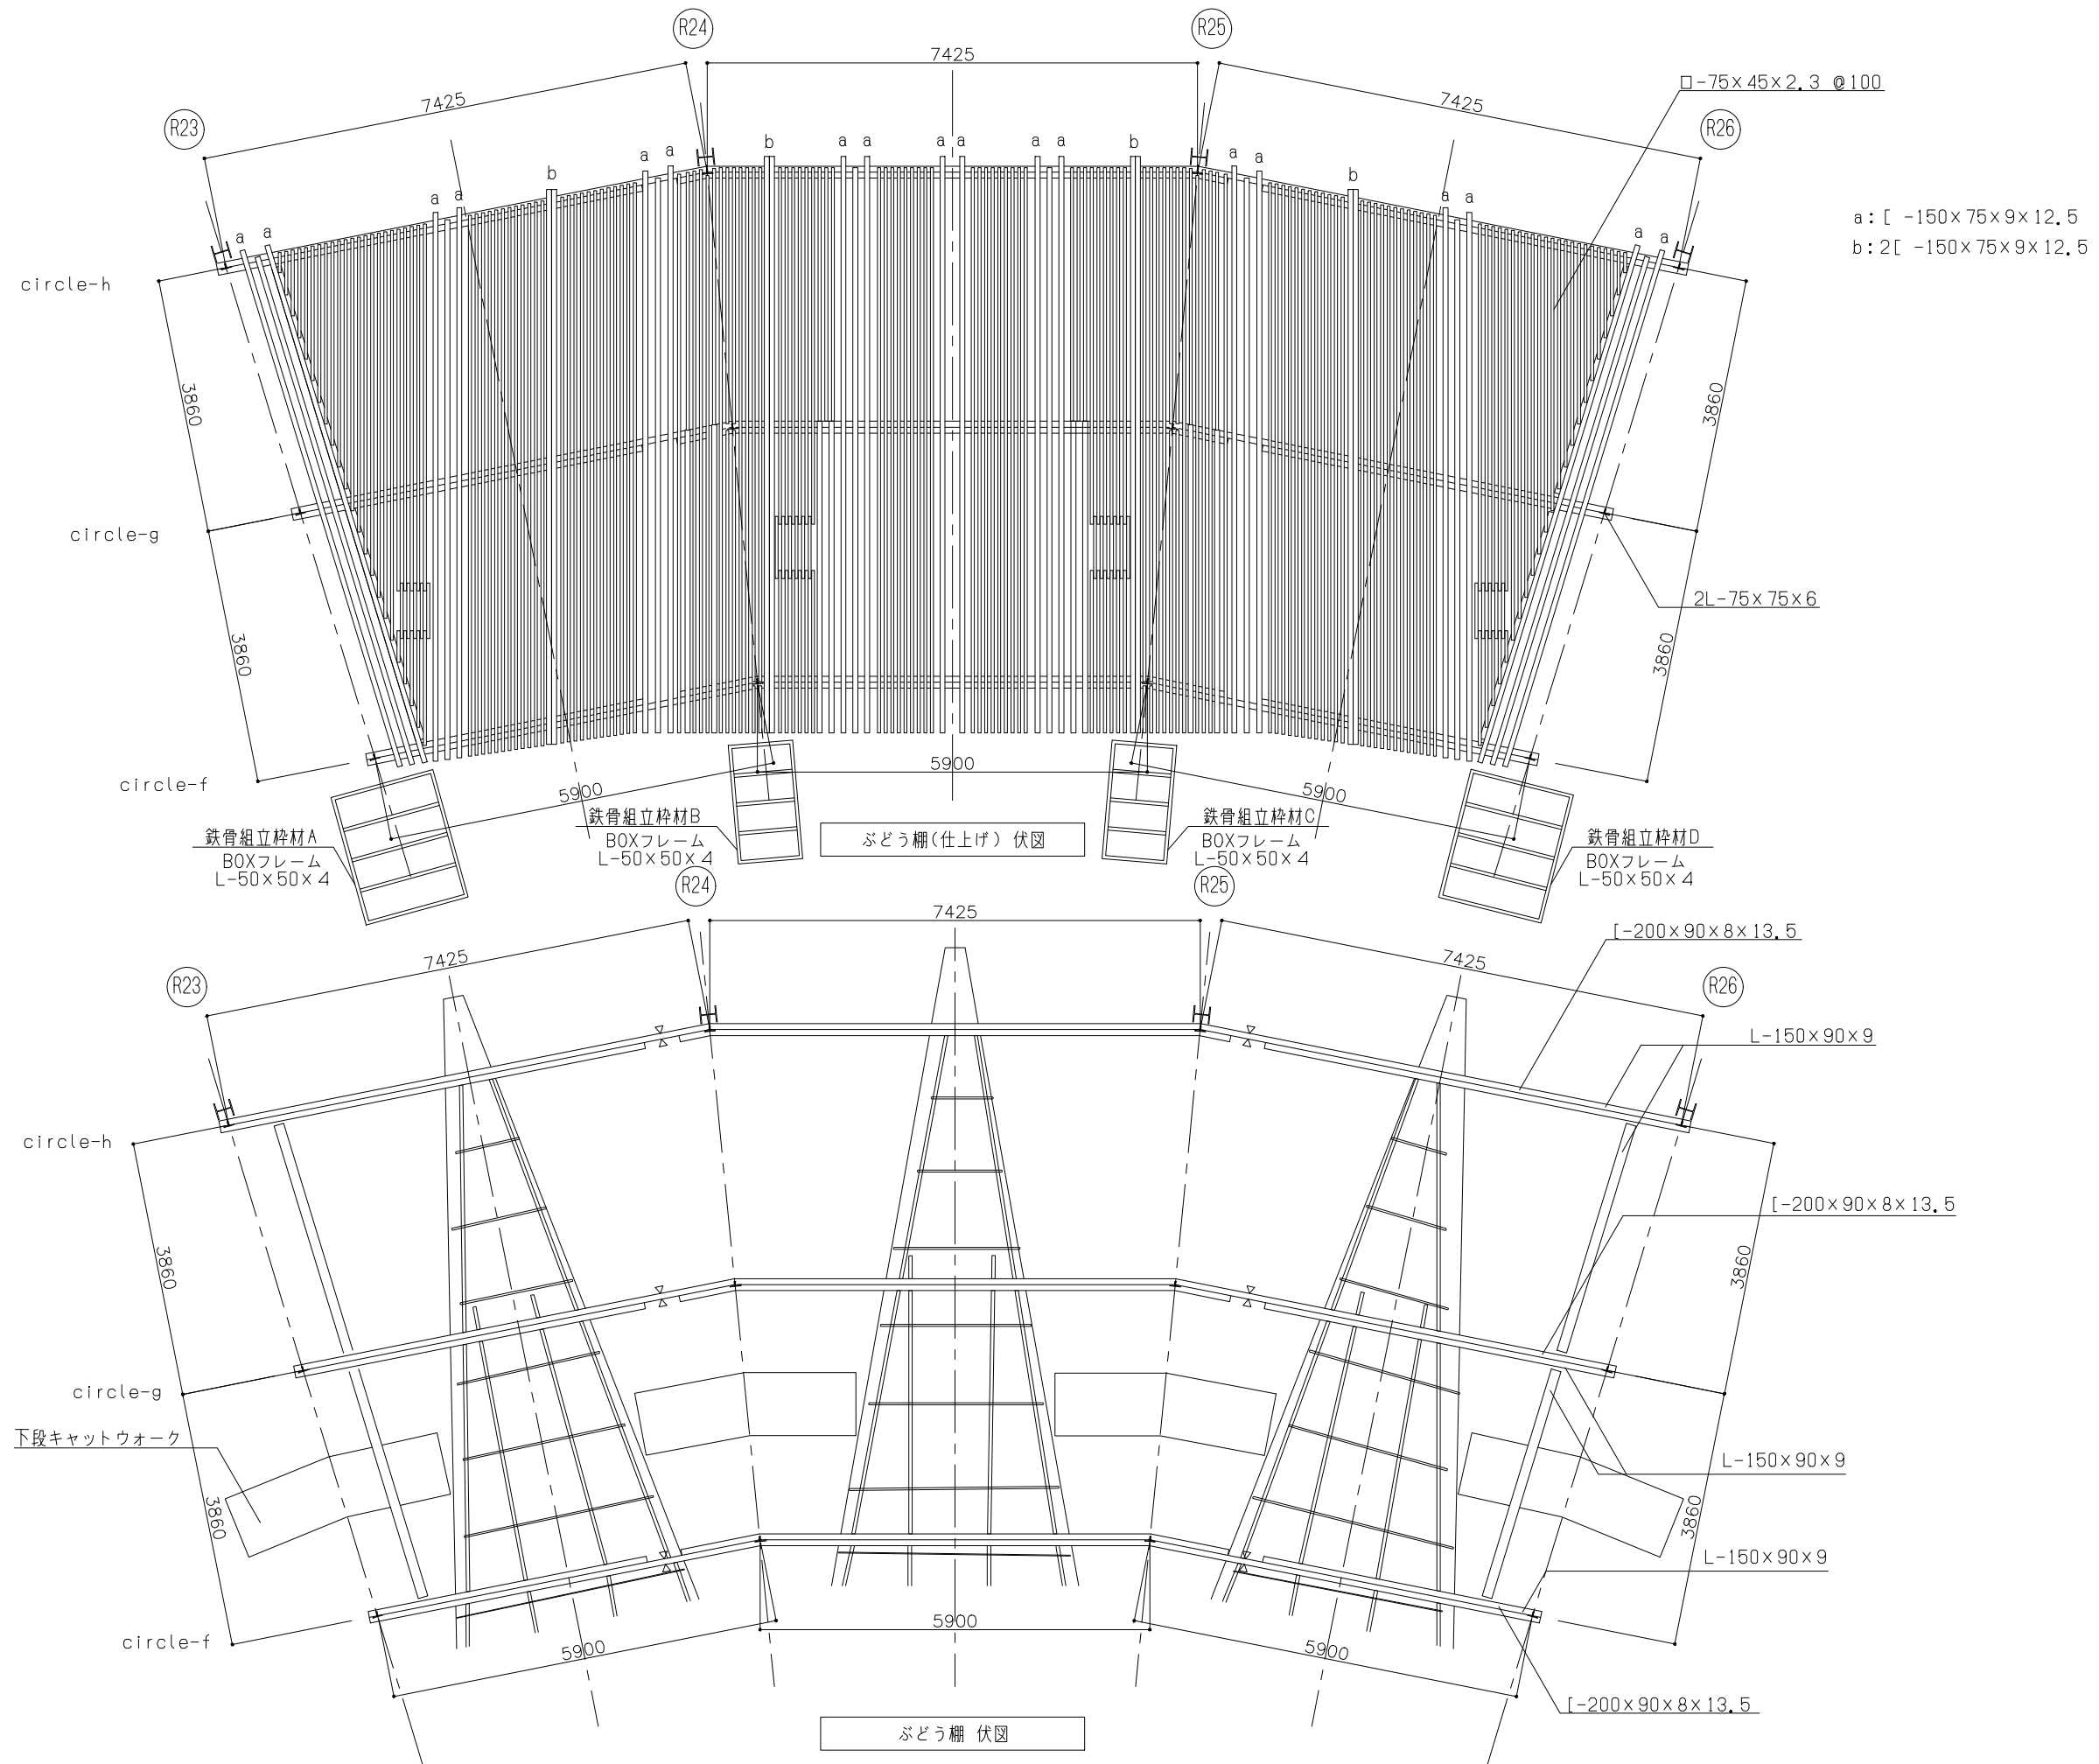 R24
R25
7425
□-75×45×2.3 @100
7425
7425
R23
R26
b
a
a
a
a
a
a
b
a
a
a
a
b
b
a
a
a
a
a:[ -150×75×9×12.5
b:2[ -150×75×9×12.5
a
a
a
a
circle-h
3860
3860
circle-g
2L-75×75×6
3860
3860
circle-f
5900
5900
5900
鉄骨組立枠材A
BOXフレーム
L-50×50×4
鉄骨組立枠材B
BOXフレーム
L-50×50×4
ぶどう棚(仕上げ) 伏図
鉄骨組立枠材C
BOXフレーム
L-50×50×4
鉄骨組立枠材D
BOXフレーム
L-50×50×4
R24
R25
7425
[-200×90×8×13.5
7425
7425
R23
R26
L-150×90×9
circle-h
[-200×90×8×13.5
3860
3860
circle-g
下段キャットウォーク
L-150×90×9
3860
3860
L-150×90×9
circle-f
5900
5900
5900
[-200×90×8×13.5
ぶどう棚 伏図